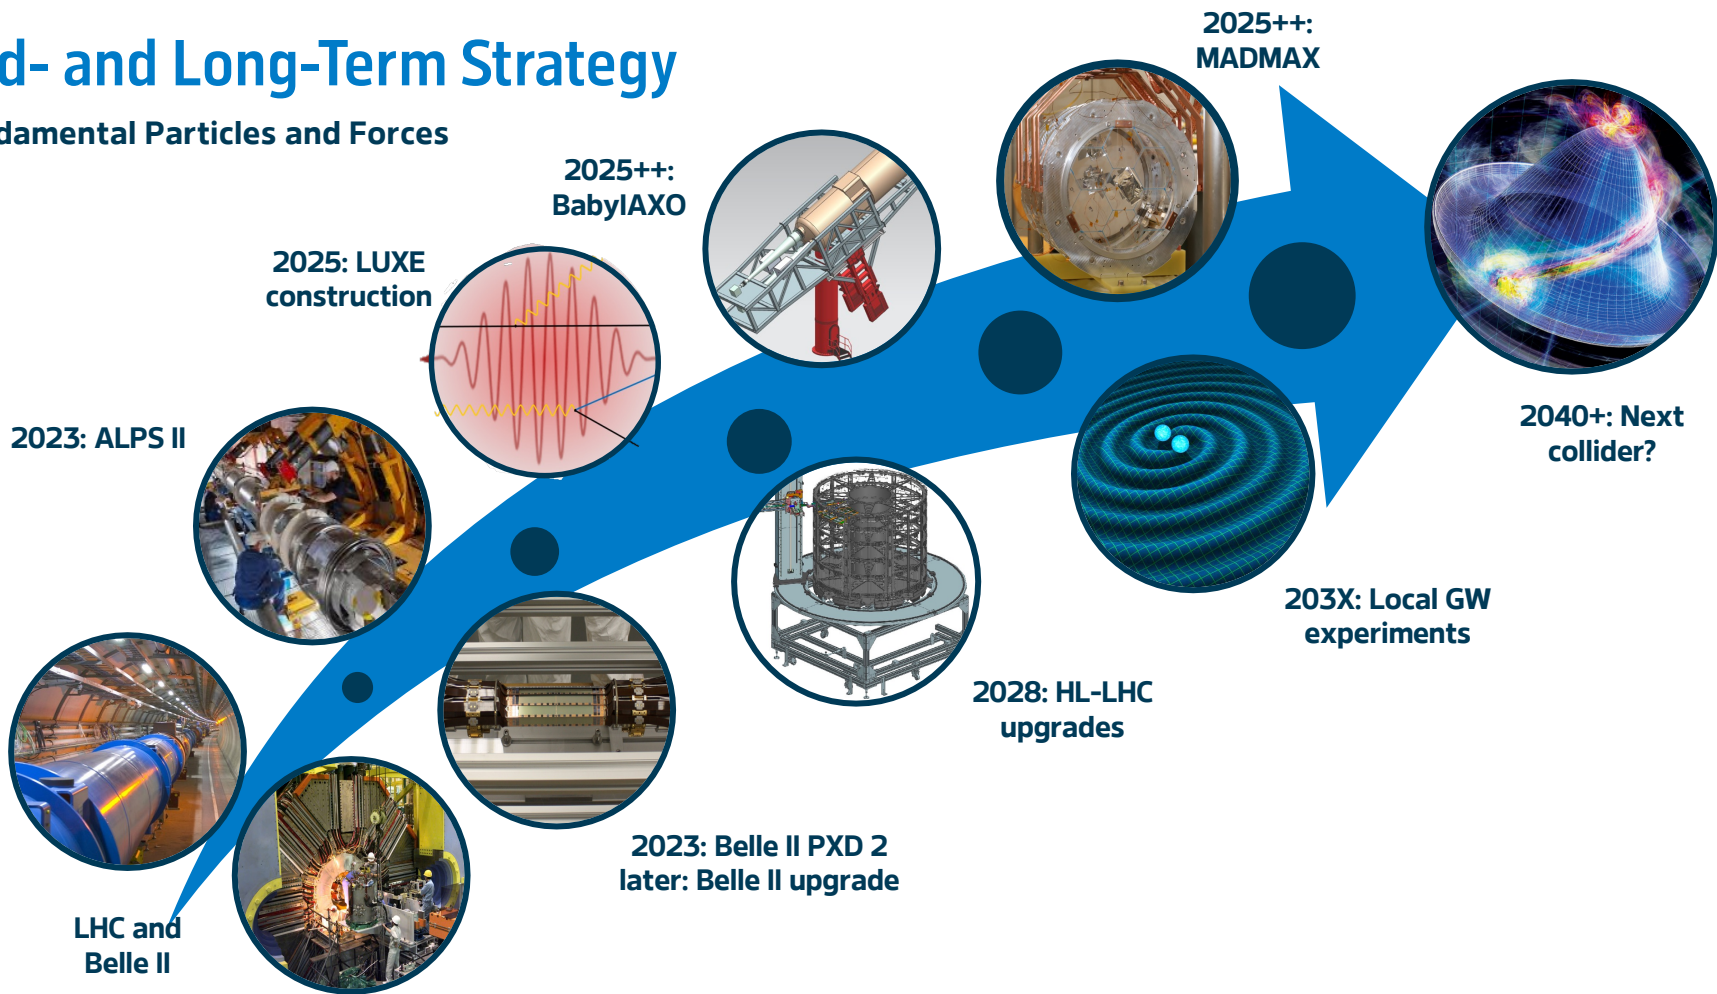 d- and Long-Term Strategy
damental Particles and Forces
2025++:
MADMAX
2025++:
BabyIAXO
2025: LUXE
construction
2023: ALPS II
2040+: Next
collider?
203X: Local GW
experiments
2028: HL-LHC
upgrades
2023: Belle II PXD 2
later: Belle II upgrade
LHC and
Belle II